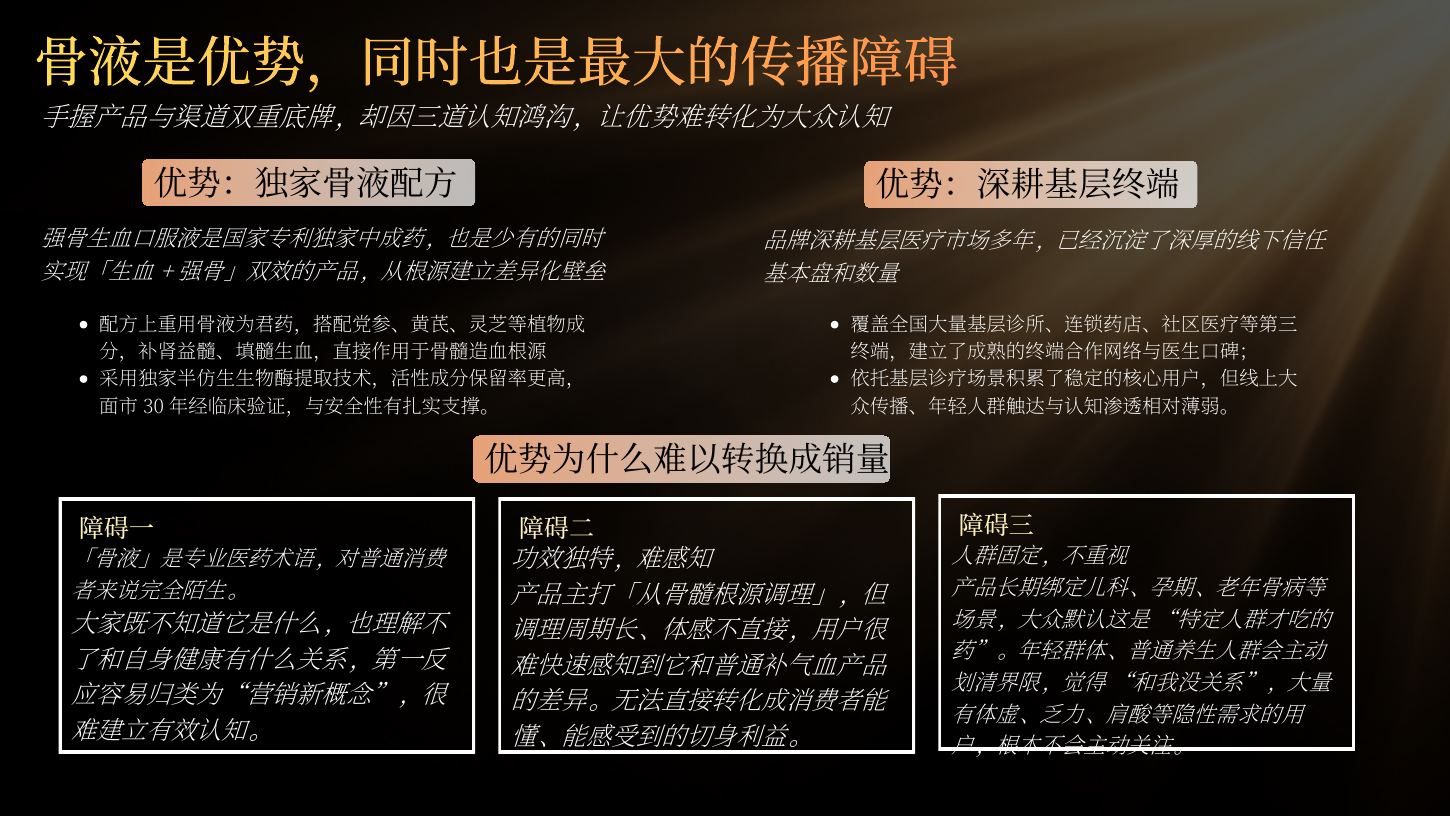 骨液是优势，同时也是最大的传播障碍
手握产品与渠道双重底牌，却因三道认知鸿沟，让优势难转化为大众认知
优势：独家骨液配方
强骨生血口服液是国家专利独家中成药，也是少有的同时
实现「生血 + 强骨」双效的产品，从根源建立差异化壁垒
• 配方上重用骨液为君药，搭配党参、黄芪、灵芝等植物成
分，补肾益髓、填髓生血，直接作用于骨髓造血根源
• 采用独家半仿生生物酶提取技术，活性成分保留率更高，
面市 30 年经临床验证，与安全性有扎实支撑。
优势：深耕基层终端
品牌深耕基层医疗市场多年，已经沉淀了深厚的线下信任
基本盘和数量
• 覆盖全国大量基层诊所、连锁药店、社区医疗等第三
终端，建立了成熟的终端合作网络与医生口碑；
• 依托基层诊疗场景积累了稳定的核心用户，但线上大
众传播、年轻人群触达与认知渗透相对薄弱。
优势为什么难以转换成销量
障碍一
「骨液」是专业医药术语，对普通消费
者来说完全陌生。
大家既不知道它是什么，也理解不
了和自身健康有什么关系，第一反
应容易归类为“营销新概念”，很
难建立有效认知。
障碍二
功效独特，难感知
产品主打「从骨髓根源调理」，但
调理周期长、体感不直接，用户很
难快速感知到它和普通补气血产品
的差异。无法直接转化成消费者能
懂、能感受到的切身利益。
障碍三
人群固定，不重视
产品长期绑定儿科、孕期、老年骨病等
场景，大众默认这是 “特定人群才吃的
药”。年轻群体、普通养生人群会主动
划清界限，觉得 “和我没关系”，大量
有体虚、乏力、肩酸等隐性需求的用
户，根本不会主动关注。